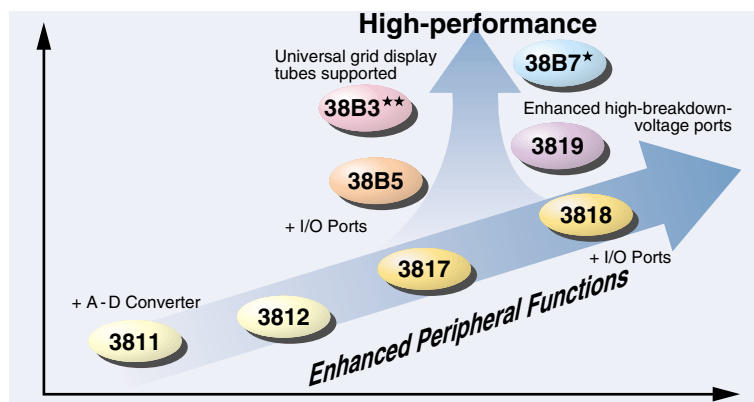 High-performance
Universal grid display
tubes supported
38B7★
38B3★★
Enhanced high-breakdown-
voltage ports
3819
38B5
3818
+ I/O Ports
+ I/O Ports
3817
+ A-D Converter
3812
3811
Enhanced Peripheral Functions